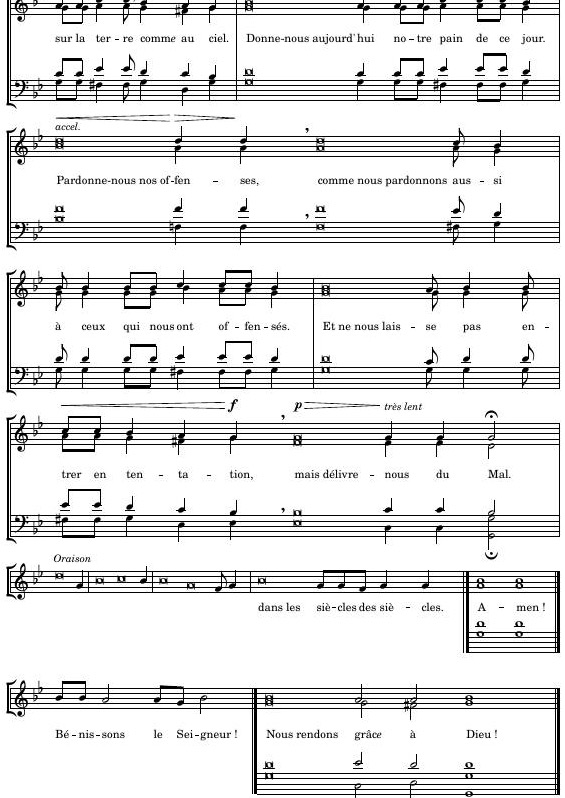 sur la ter – re comme au ciel. Donne-nous aujourd'hui no – tre pain de ce jour.
accel.
Pardonne-nous nos of-fen – ses, comme nous pardonnons aus – si
à ceux qui nous ont of – fen – sés. Et ne nous lais – se pas en –
f p très lent
trer en ten – ta – tion, mais délivre – nous du Mal.
Oraison
dans les siè – cles des siè – cles. A – men !
Bé – nis – sons le Sei – gneur ! Nous rendons grâce à Dieu !